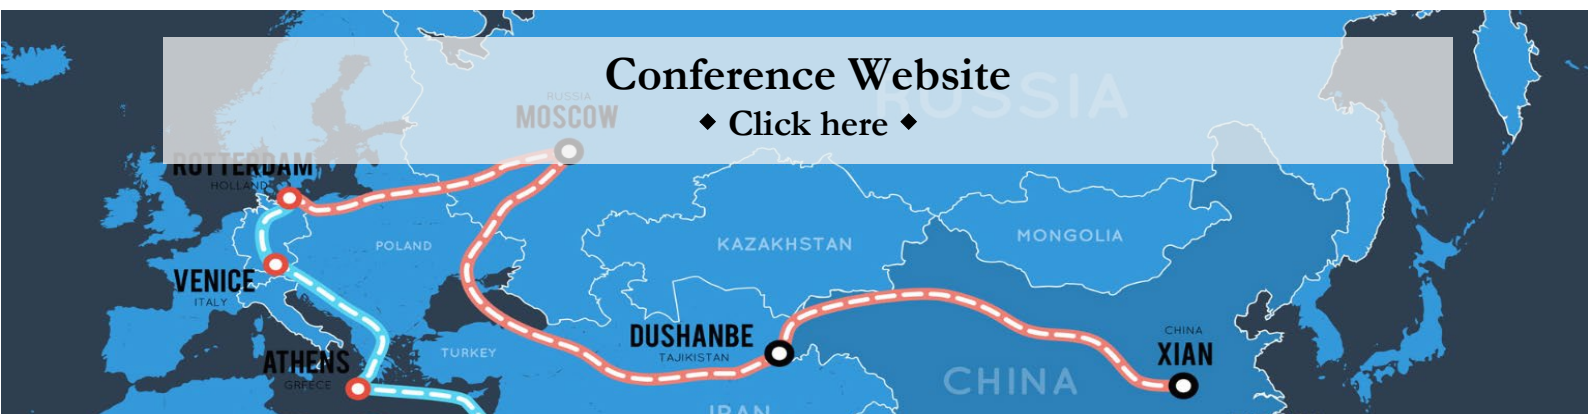 Conference Website
◆ Click here ◆
RUSSIA
RUSSIA
MOSCOW
ROTTERDAM
HOLLAND
POLAND
KAZAKHSTAN
MONGOLIA
VENICE
ITALY
DUSHANBE
TAJIKISTAN
CHINA
XIAN
TURKEY
ATHENS
GREECE
CHINA
IRAN